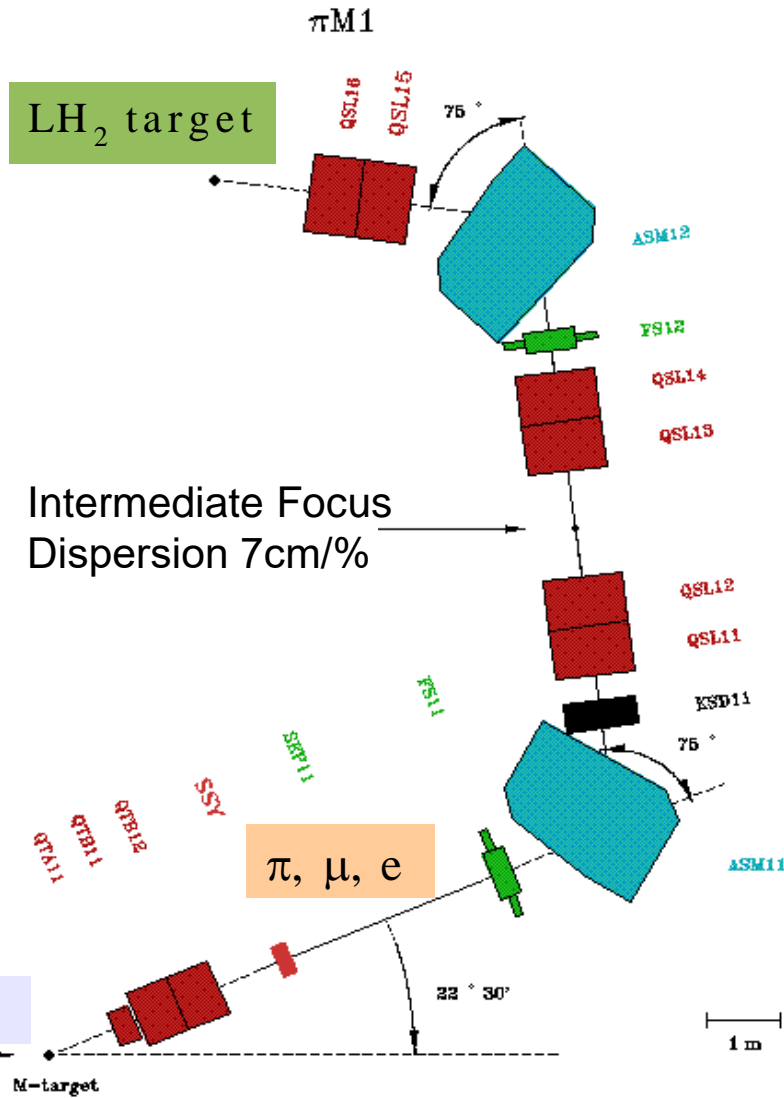 πM1
LH₂ target
QSL16
QSL15
75 °
ASM12
FS12
QSL14
QSL13
Intermediate Focus
Dispersion 7cm/%
QSL12
QSL11
KSD11
75 °
FS11
SEP11
SSY
QTB12
QTB11
QTA11
π, μ, e
ASM11
22 ° 30'
1 m
M-target